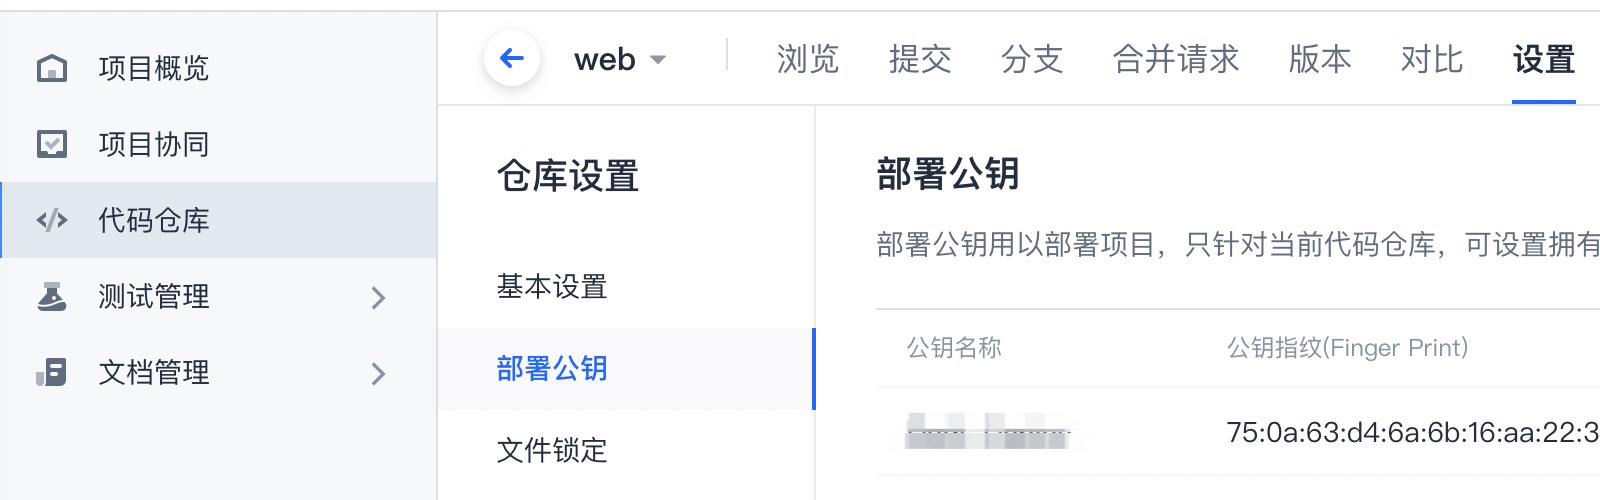 项目概览
项目协同
代码仓库
测试管理
文档管理
web
浏览
提交
分支
合并请求
版本
对比
设置
仓库设置
基本设置
部署公钥
文件锁定
部署公钥
部署公钥用以部署项目，只针对当前代码仓库，可设置拥有
公钥名称
公钥指纹(Finger Print)
75:0a:63:d4:6a:6b:16:aa:22:3